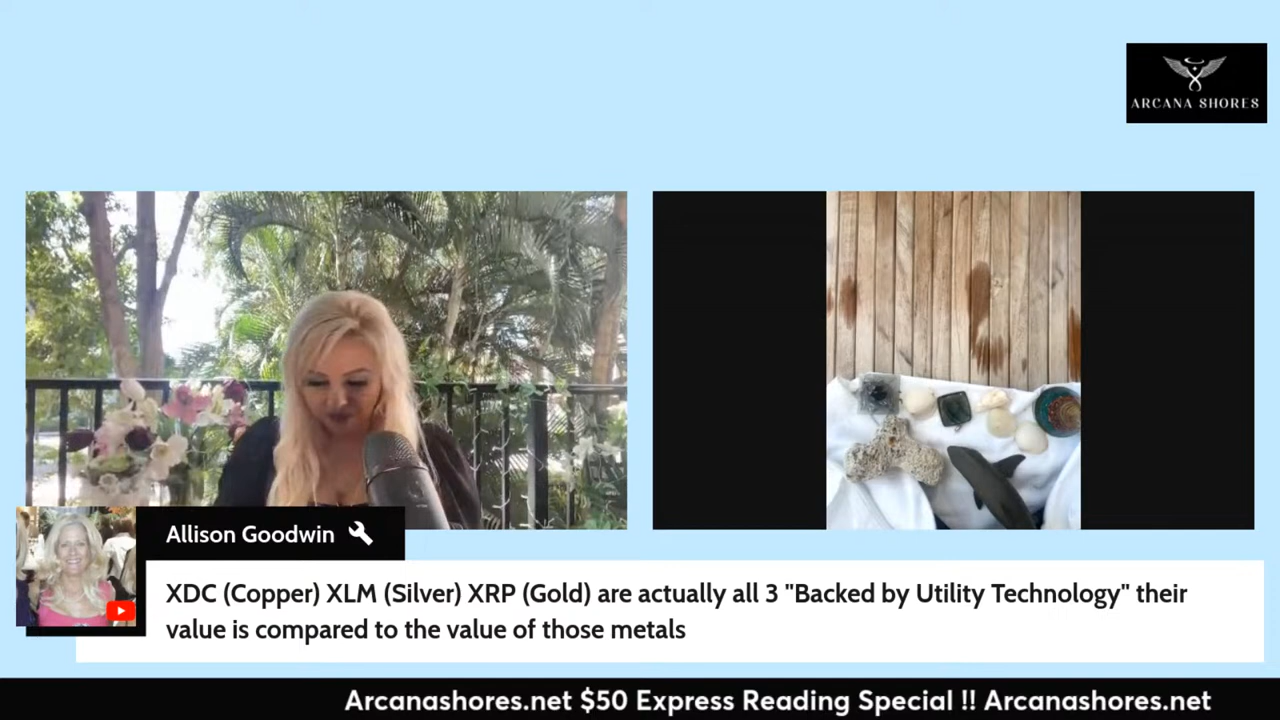 ARCANA SHORES
Allison Goodwin
XDC (Copper) XLM (Silver) XRP (Gold) are actually all 3 "Backed by Utility Technology" their
value is compared to the value of those metals
Arcanashores.net $50 Express Reading Special !! Arcanashores.net